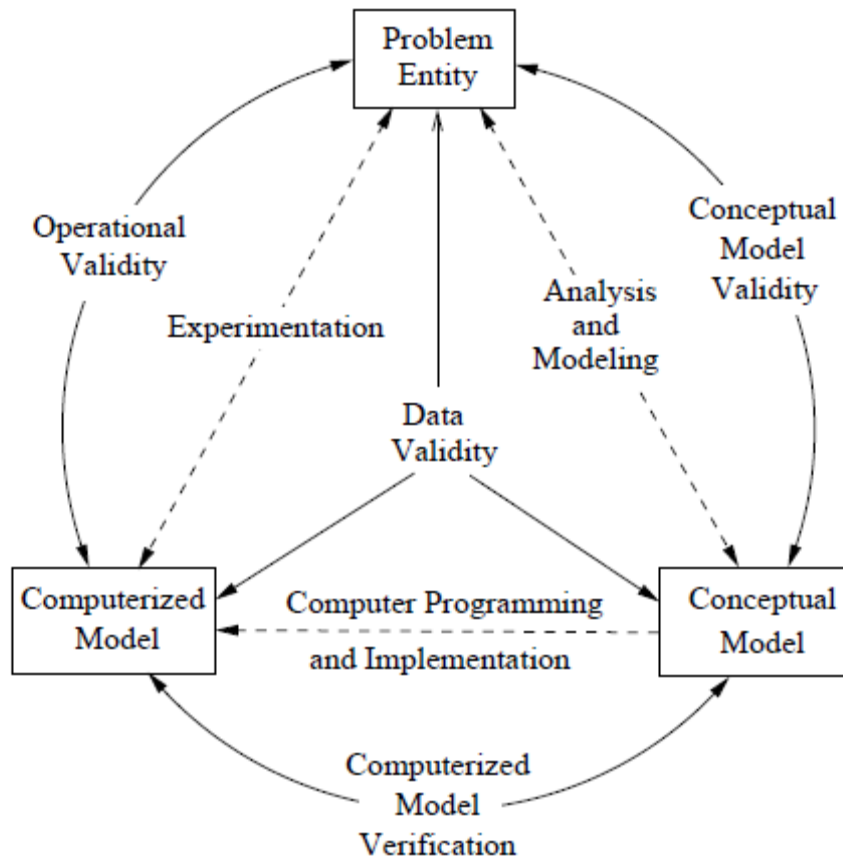 Problem
Entity
Operational
Validity
Conceptual
Model
Validity
Experimentation
Analysis
and
Modeling
Data
Validity
Computerized
Model
Computer Programming
and Implementation
Conceptual
Model
Computerized
Model
Verification